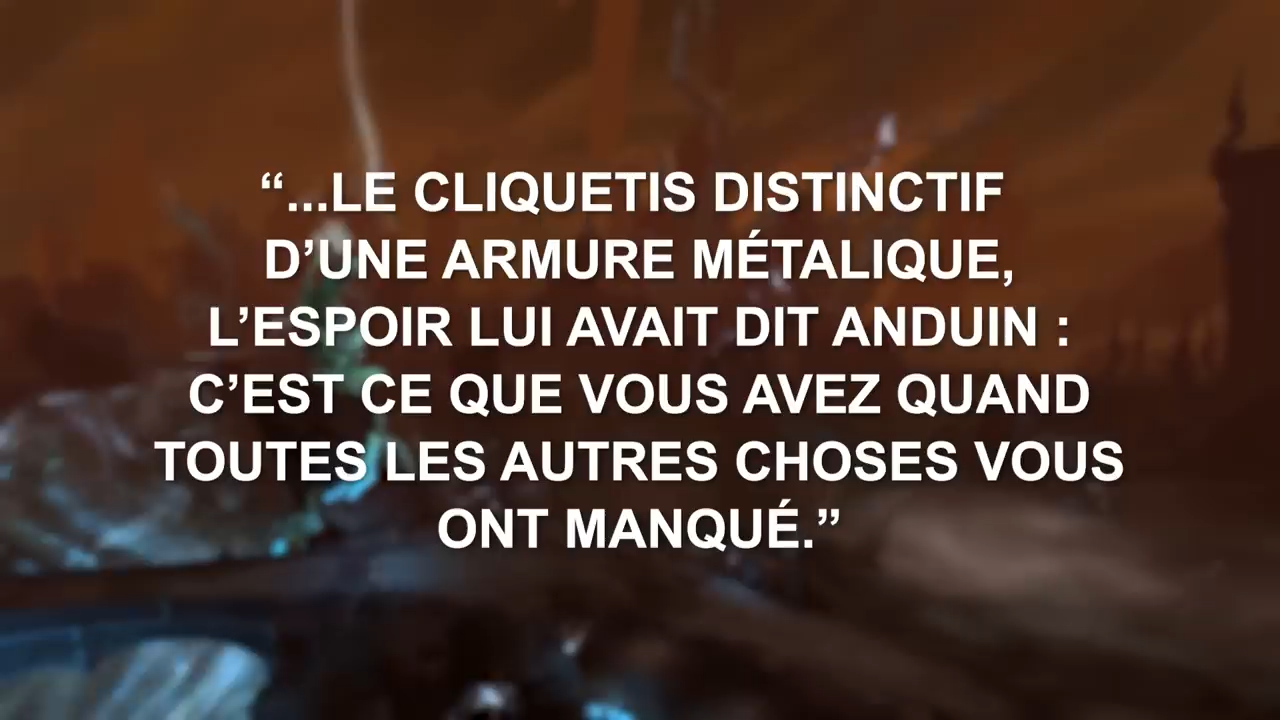 “...LE CLIQUETIS DISTINCTIF
D’UNE ARMURE MÉTALIQUE,
L’ESPOIR LUI AVAIT DIT ANDUIN :
C’EST CE QUE VOUS AVEZ QUAND
TOUTES LES AUTRES CHOSES VOUS
ONT MANQUÉ.”